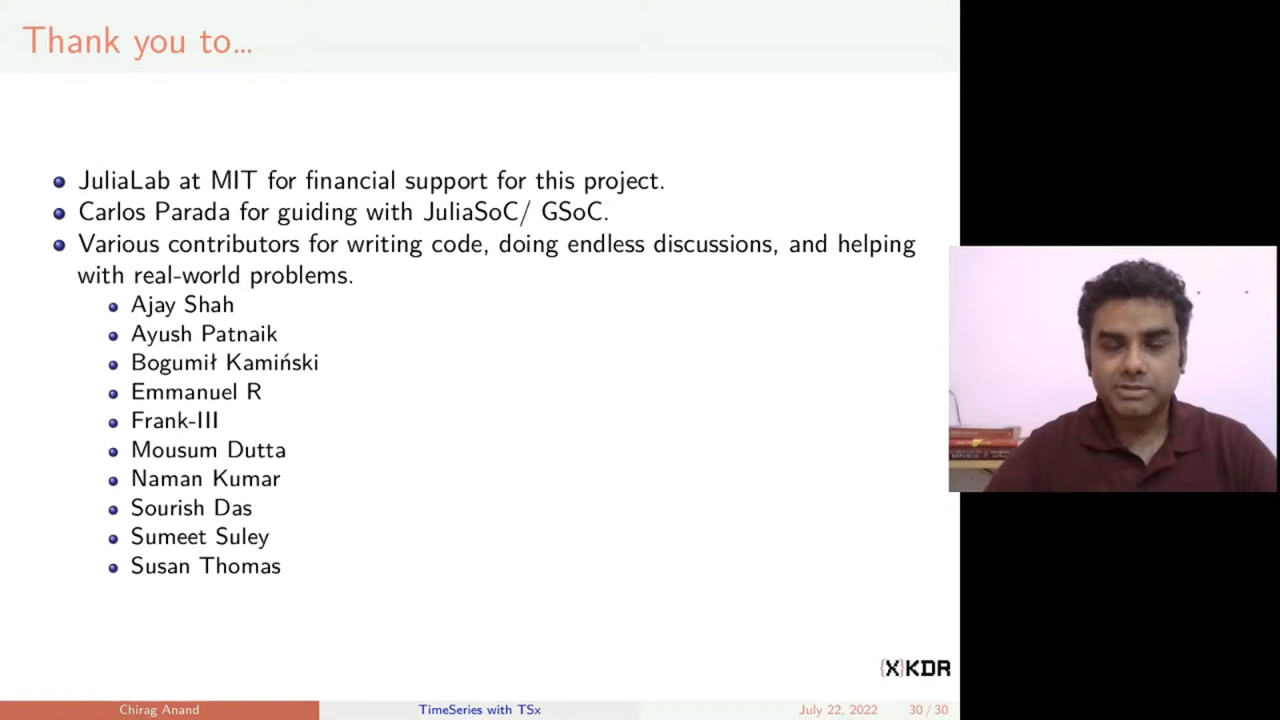 Thank you to...
JuliaLab at MIT for financial support for this project.
Carlos Parada for guiding with JuliaSoC/ GSoC.
Various contributors for writing code, doing endless discussions, and helping
with real-world problems.
Ajay Shah
Ayush Patnaik
Bogumił Kamiński
Emmanuel R
Frank-III
Mousum Dutta
Naman Kumar
Sourish Das
Sumeet Suley
Susan Thomas
{X}KDR
Chirag Anand
TimeSeries with TSx
July 22, 2022
30 / 30